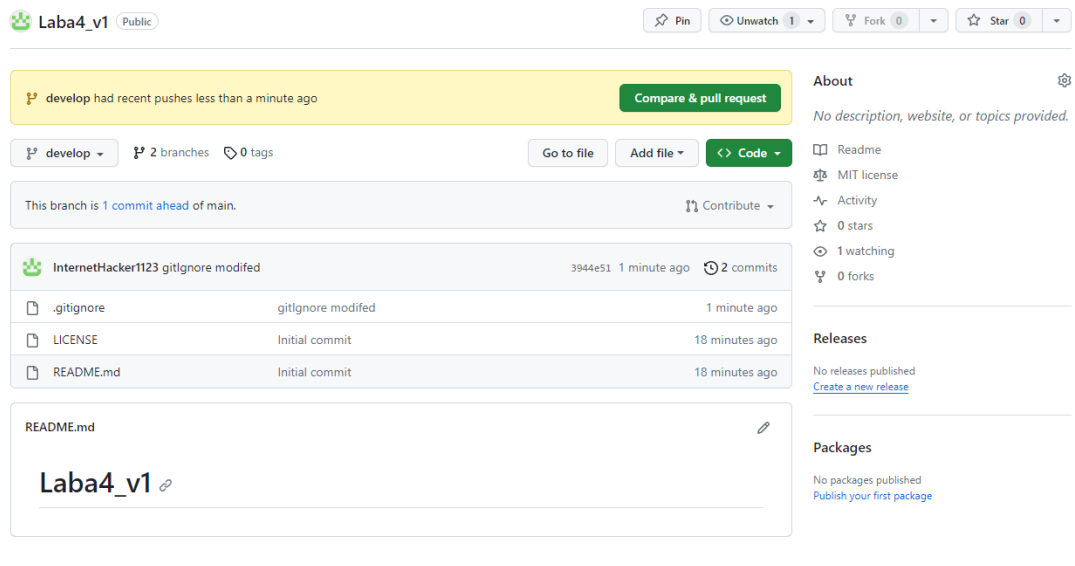 Laba4_v1 Public Pin Unwatch 1 Fork 0 Star 0
develop had recent pushes less than a minute ago Compare & pull request
develop 2 branches 0 tags Go to file Add file Code
This branch is 1 commit ahead of main. Contribute
InternetHacker1123 gitIgnore modifed 3944e51 1 minute ago 2 commits
.gitignore gitIgnore modifed 1 minute ago
LICENSE Initial commit 18 minutes ago
README.md Initial commit 18 minutes ago
README.md
Laba4_v1
About
No description, website, or topics provided.
Readme
MIT license
Activity
0 stars
1 watching
0 forks
Releases
No releases published
Create a new release
Packages
No packages published
Publish your first package